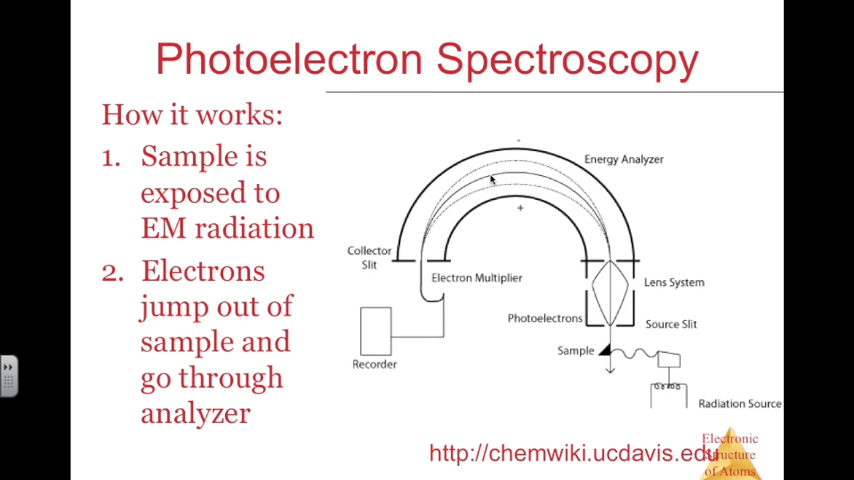 Photoelectron Spectroscopy
How it works:
1. Sample is
exposed to
EM radiation
2. Electrons
jump out of
sample and
go through
analyzer
-
Energy Analyzer
+
Collector
Slit
Electron Multiplier
Lens System
Photoelectrons
Source Slit
Sample
Recorder
Radiation Source
http://chemwiki.ucdavis.edu
Electronic
Structure
of Atoms